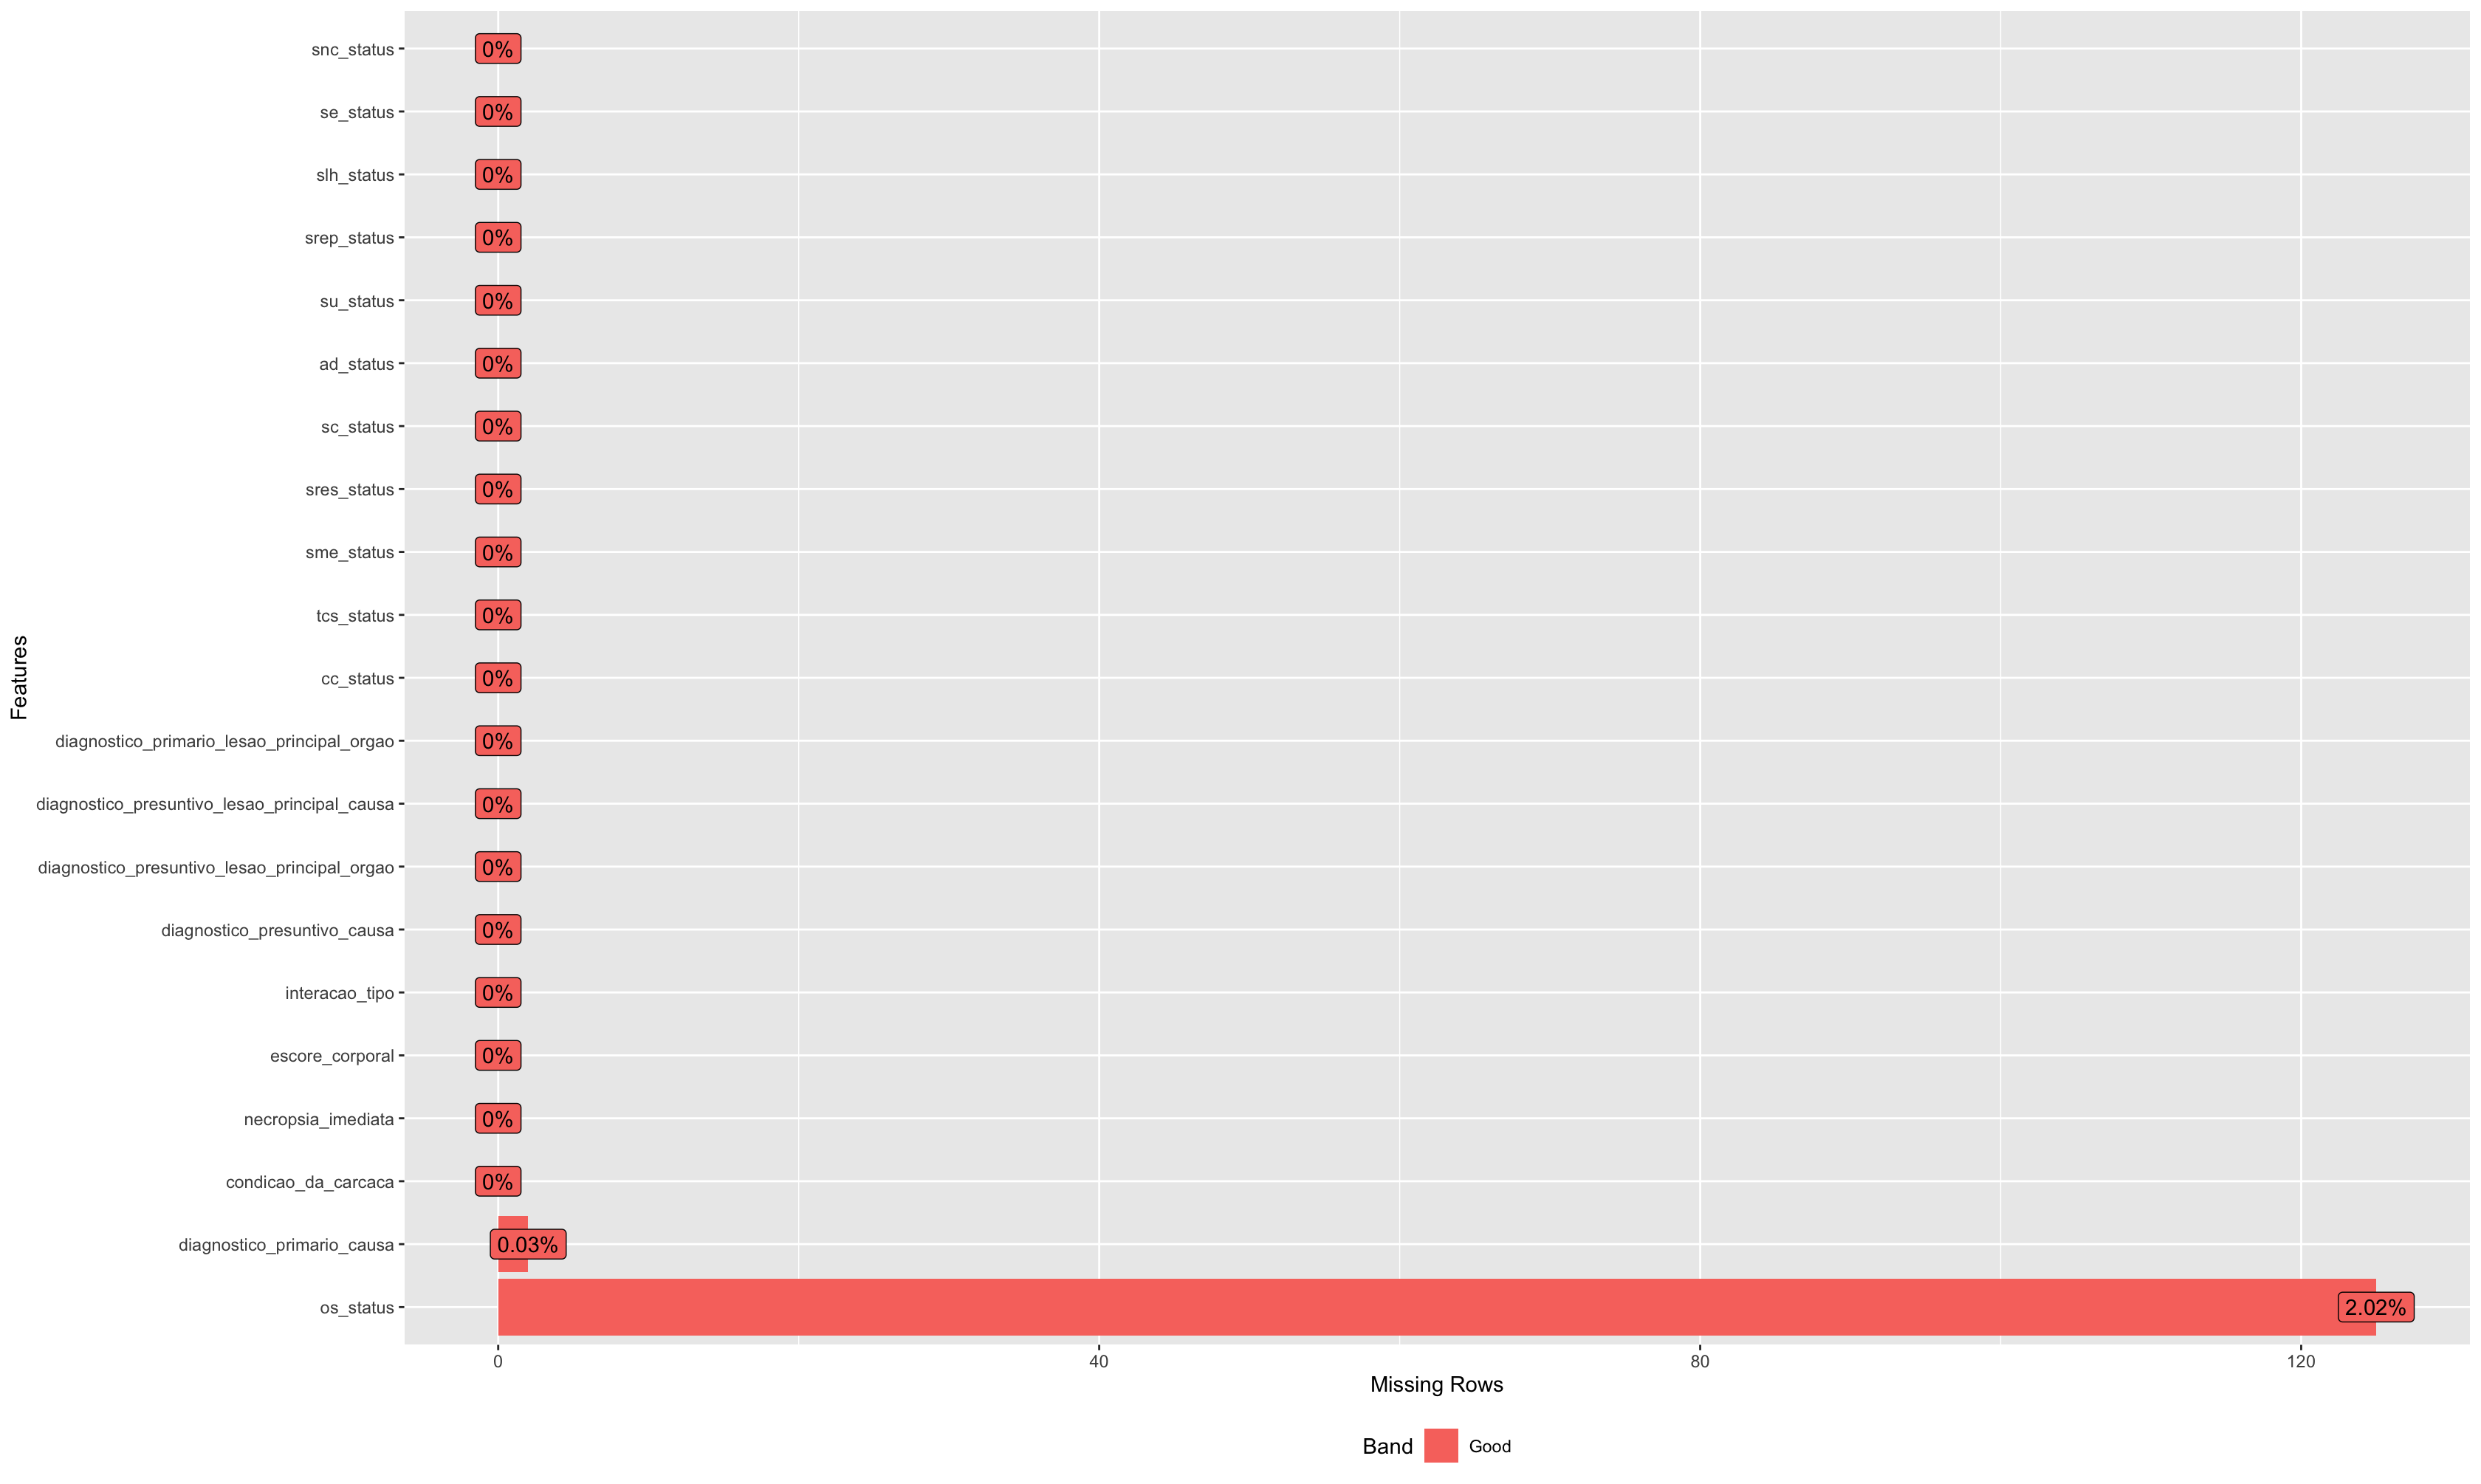 snc_status 0%
se_status 0%
slh_status 0%
srep_status 0%
su_status 0%
ad_status 0%
sc_status 0%
sres_status 0%
sme_status 0%
tcs_status 0%
cc_status 0%
diagnostico_primario_lesao_principal_orgao 0%
diagnostico_presuntivo_lesao_principal_causa 0%
diagnostico_presuntivo_lesao_principal_orgao 0%
diagnostico_presuntivo_causa 0%
interacao_tipo 0%
escore_corporal 0%
necropsia_imediata 0%
condicao_da_carcaca 0%
diagnostico_primario_causa 0.03%
os_status 2.02%
Features
0 40 80 120
Missing Rows
Band Good